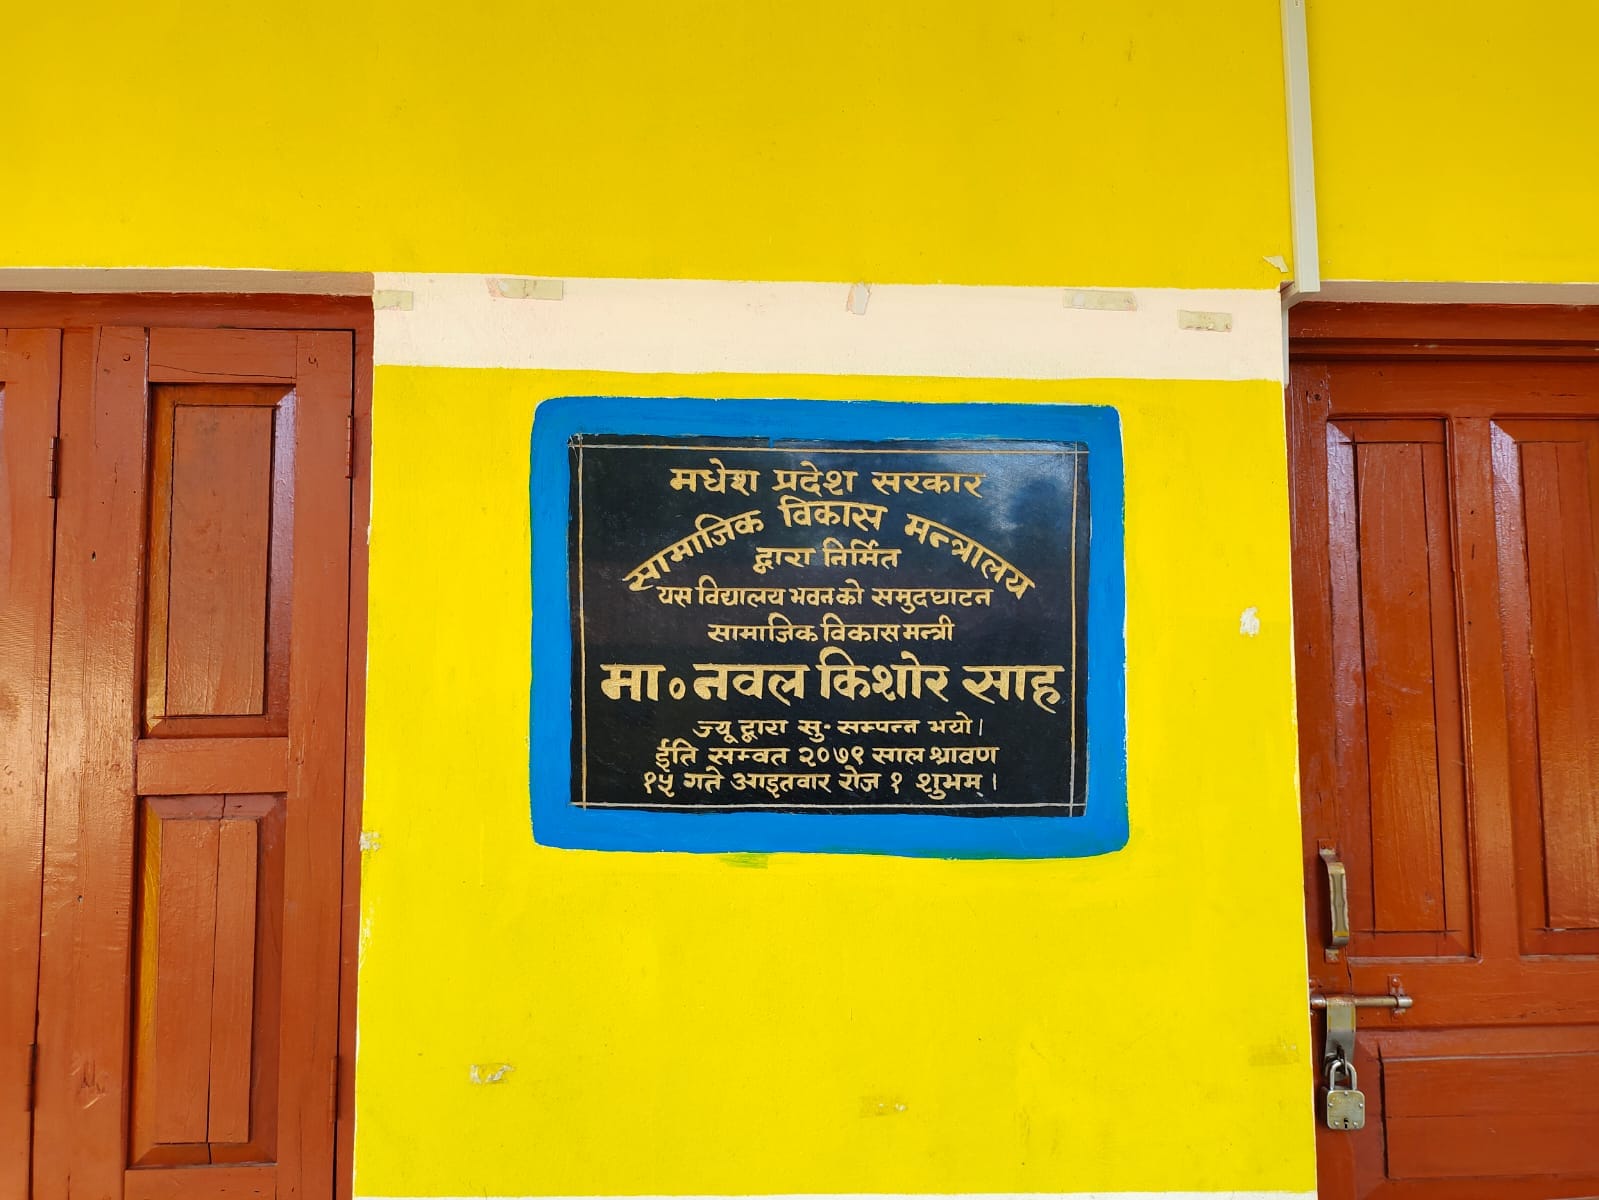 मधेश प्रदेश सरकार
सामाजिक विकास मन्त्रालय
द्वारा निर्मित
यस विद्यालय भवनको समुदघाटन
सामाजिक विकास मन्त्री
मा॰ नवल किशोर साह
ज्यू द्वारा सु-सम्पन्न भयो।
ईति सम्वत २०७९ साल श्रावण
१५ गते आइतवार रोज १ शुभम्।